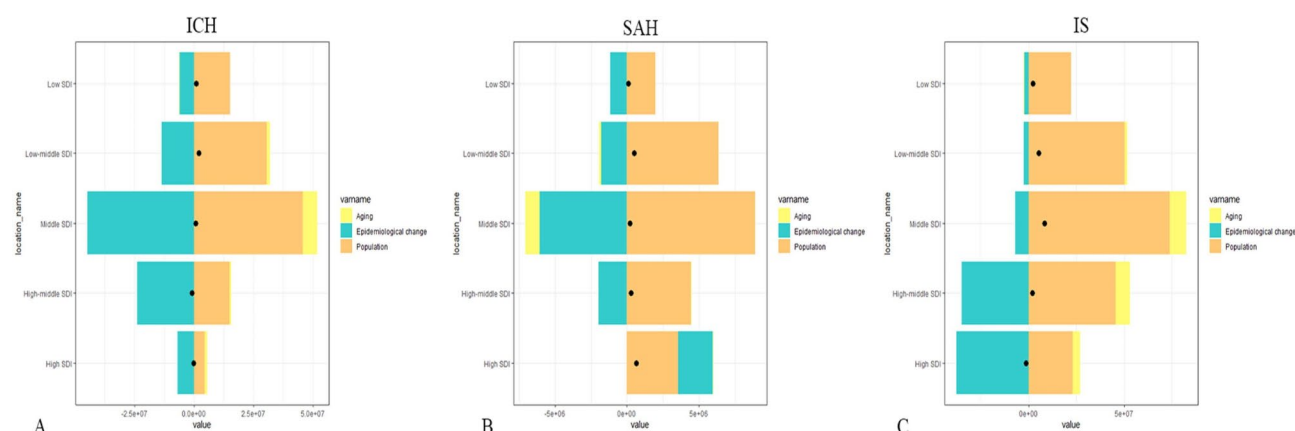 ICH
Low SDI
Low-middle SDI
Middle SDI
High-middle SDI
High SDI
location_name
-2.5e+07 0.0e+00 2.5e+07 5.0e+07
value
varname
Aging
Epidemiological change
Population
A
SAH
Low SDI
Low-middle SDI
Middle SDI
High-middle SDI
High SDI
location_name
-5e+06 0e+00 5e+06
value
varname
Aging
Epidemiological change
Population
B
IS
Low SDI
Low-middle SDI
Middle SDI
High-middle SDI
High SDI
location_name
0e+00 5e+07
value
varname
Aging
Epidemiological change
Population
C